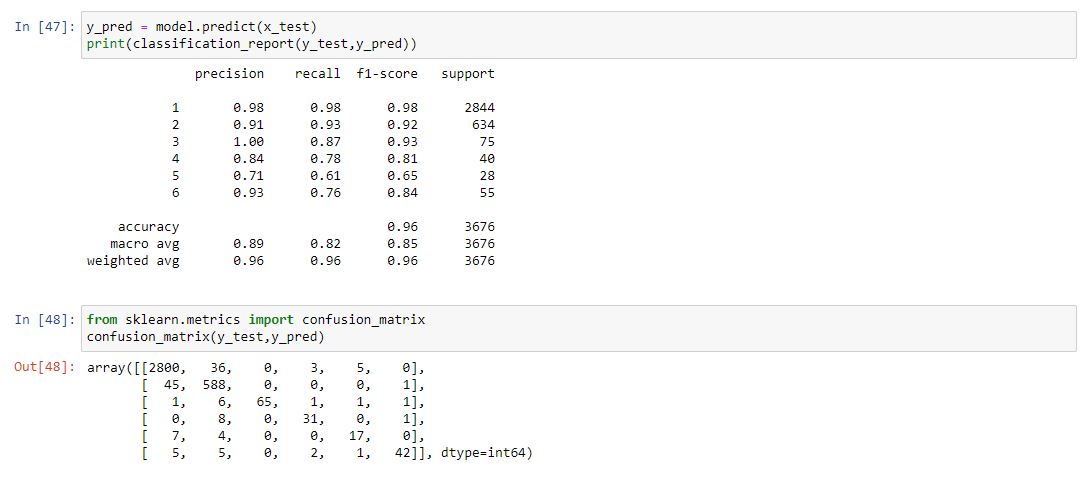 In [47]: y_pred = model.predict(x_test)
print(classification_report(y_test,y_pred))
precision recall f1-score support
1 0.98 0.98 0.98 2844
2 0.91 0.93 0.92 634
3 1.00 0.87 0.93 75
4 0.84 0.78 0.81 40
5 0.71 0.61 0.65 28
6 0.93 0.76 0.84 55
accuracy 0.96 3676
macro avg 0.89 0.82 0.85 3676
weighted avg 0.96 0.96 0.96 3676
In [48]: from sklearn.metrics import confusion_matrix
confusion_matrix(y_test,y_pred)
Out[48]: array([[2800, 36, 0, 3, 5, 0],
[ 45, 588, 0, 0, 0, 1],
[ 1, 6, 65, 1, 1, 1],
[ 0, 8, 0, 31, 0, 1],
[ 7, 4, 0, 0, 17, 0],
[ 5, 5, 0, 2, 1, 42]], dtype=int64)